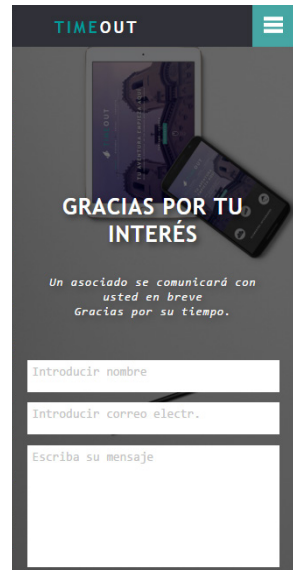 TIMEOUT
GRACIAS POR TU
INTERÉS
Un asociado se comunicará con
usted en breve
Gracias por su tiempo.
Introducir nombre
Introducir correo electr.
Escriba su mensaje